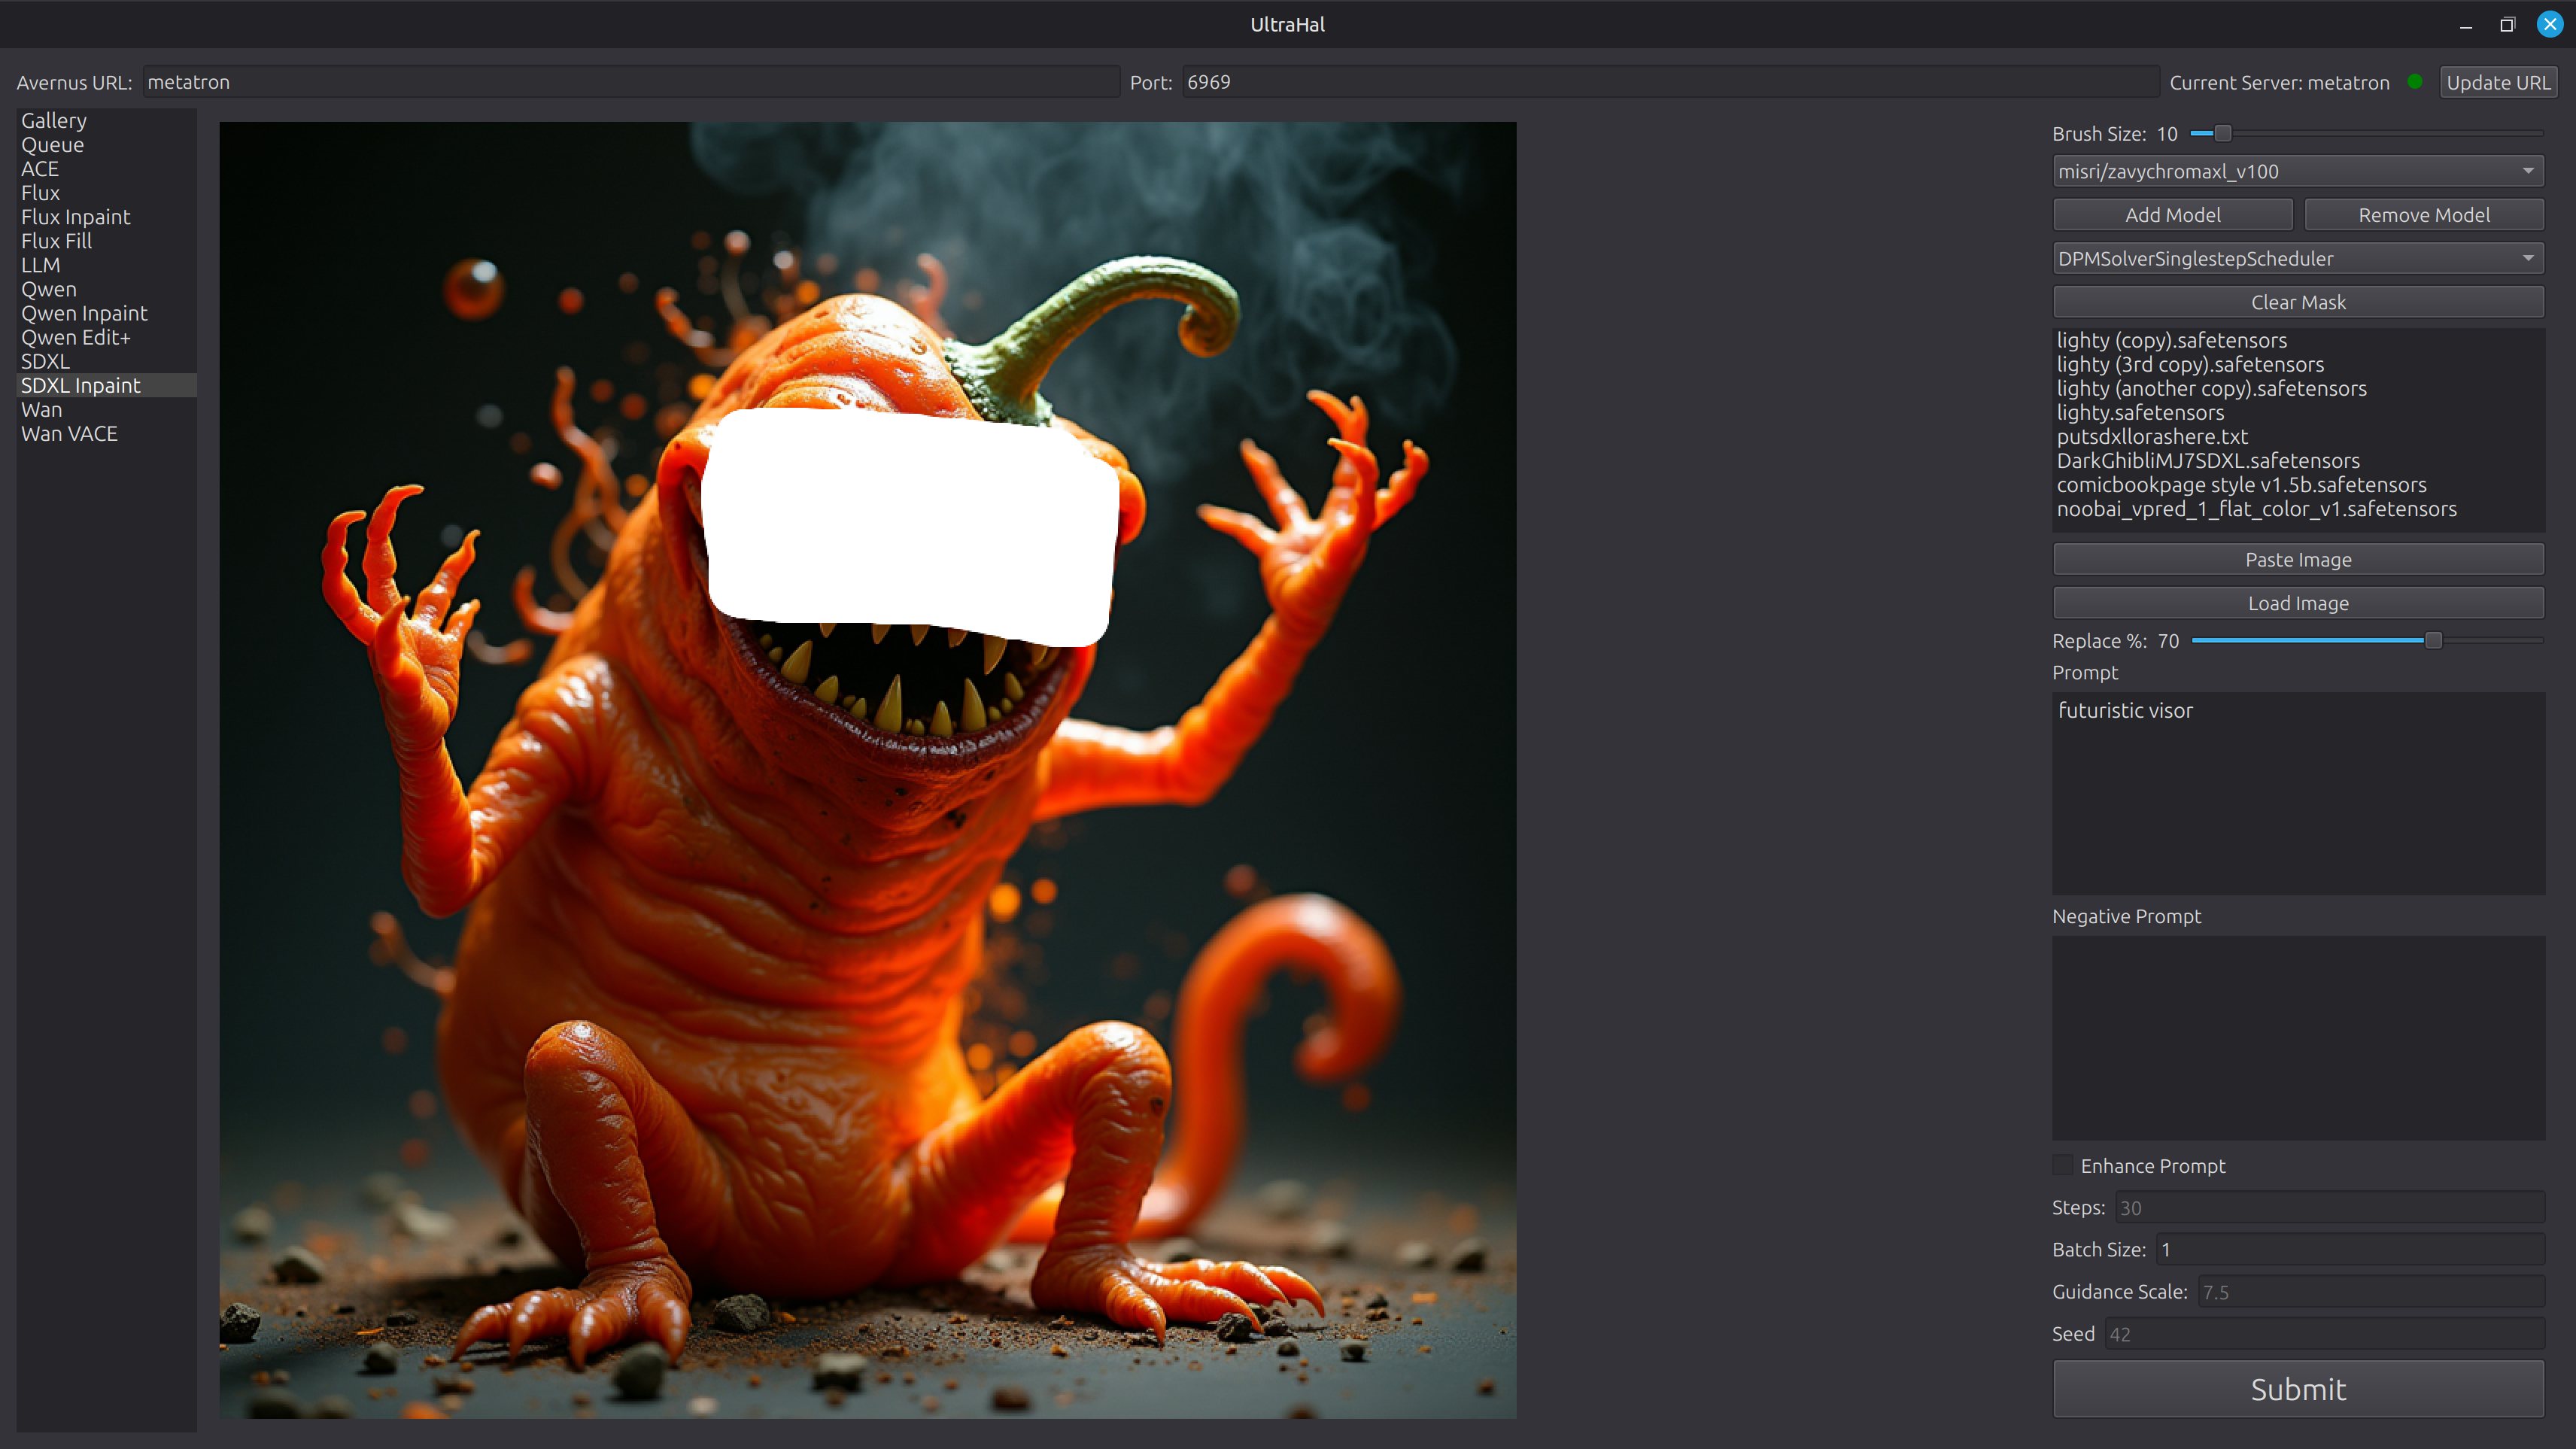 UltraHal
Avernus URL: metatron Port: 6969 Current Server: metatron Update URL
Gallery
Queue
ACE
Flux
Flux Inpaint
Flux Fill
LLM
Qwen
Qwen Inpaint
Qwen Edit+
SDXL
SDXL Inpaint
Wan
Wan VACE
Brush Size: 10
misri/zavychromaxl_v100
Add Model Remove Model
DPMSolverSinglestepScheduler
Clear Mask
lighty (copy).safetensors
lighty (3rd copy).safetensors
lighty (another copy).safetensors
lighty.safetensors
putsdxllorashere.txt
DarkGhibliMJ7SDXL.safetensors
comicbookpage style v1.5b.safetensors
noobai_vpred_1_flat_color_v1.safetensors
Paste Image
Load Image
Replace %: 70
Prompt
futuristic visor
Negative Prompt
Enhance Prompt
Steps: 30
Batch Size: 1
Guidance Scale: 7.5
Seed 42
Submit